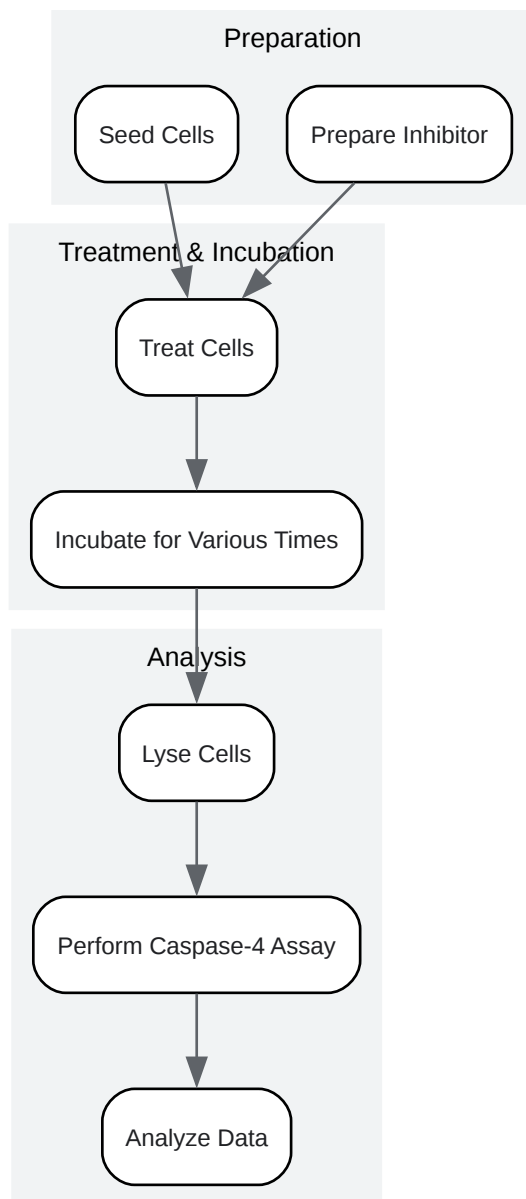 Preparation
Seed Cells
Prepare Inhibitor
Treatment & Incubation
Treat Cells
Incubate for Various Times
Analysis
Lyse Cells
Perform Caspase-4 Assay
Analyze Data